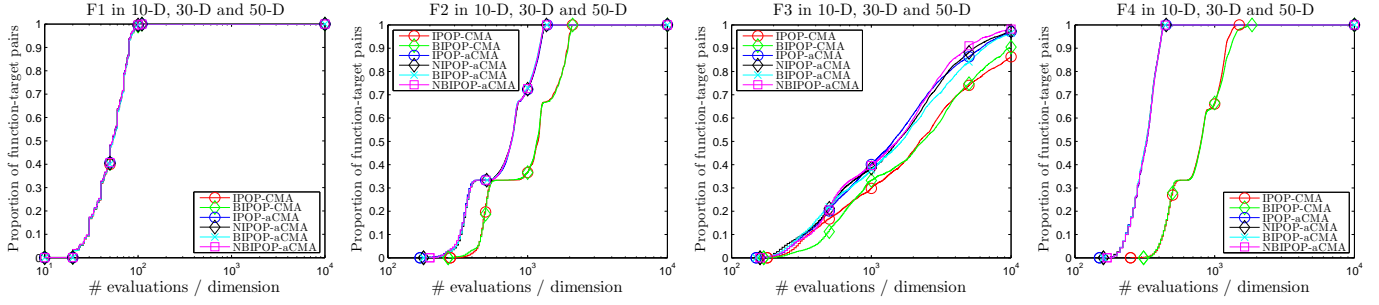 F1 in 10-D, 30-D and 50-D
Proportion of function-target pairs
1
0.9
0.8
0.7
0.6
0.5
0.4
0.3
0.2
0.1
0
IPOP-CMA
BIPOP-CMA
IPOP-aCMA
NIPOP-aCMA
BIPOP-aCMA
NBIPOP-aCMA
10^1
10^2
10^3
10^4
# evaluations / dimension
F2 in 10-D, 30-D and 50-D
Proportion of function-target pairs
1
0.9
0.8
0.7
0.6
0.5
0.4
0.3
0.2
0.1
0
IPOP-CMA
BIPOP-CMA
IPOP-aCMA
NIPOP-aCMA
BIPOP-aCMA
NBIPOP-aCMA
10^2
10^3
10^4
# evaluations / dimension
F3 in 10-D, 30-D and 50-D
Proportion of function-target pairs
1
0.9
0.8
0.7
0.6
0.5
0.4
0.3
0.2
0.1
0
IPOP-CMA
BIPOP-CMA
IPOP-aCMA
NIPOP-aCMA
BIPOP-aCMA
NBIPOP-aCMA
10^2
10^3
10^4
# evaluations / dimension
F4 in 10-D, 30-D and 50-D
Proportion of function-target pairs
1
0.9
0.8
0.7
0.6
0.5
0.4
0.3
0.2
0.1
0
IPOP-CMA
BIPOP-CMA
IPOP-aCMA
NIPOP-aCMA
BIPOP-aCMA
NBIPOP-aCMA
10^2
10^3
10^4
# evaluations / dimension